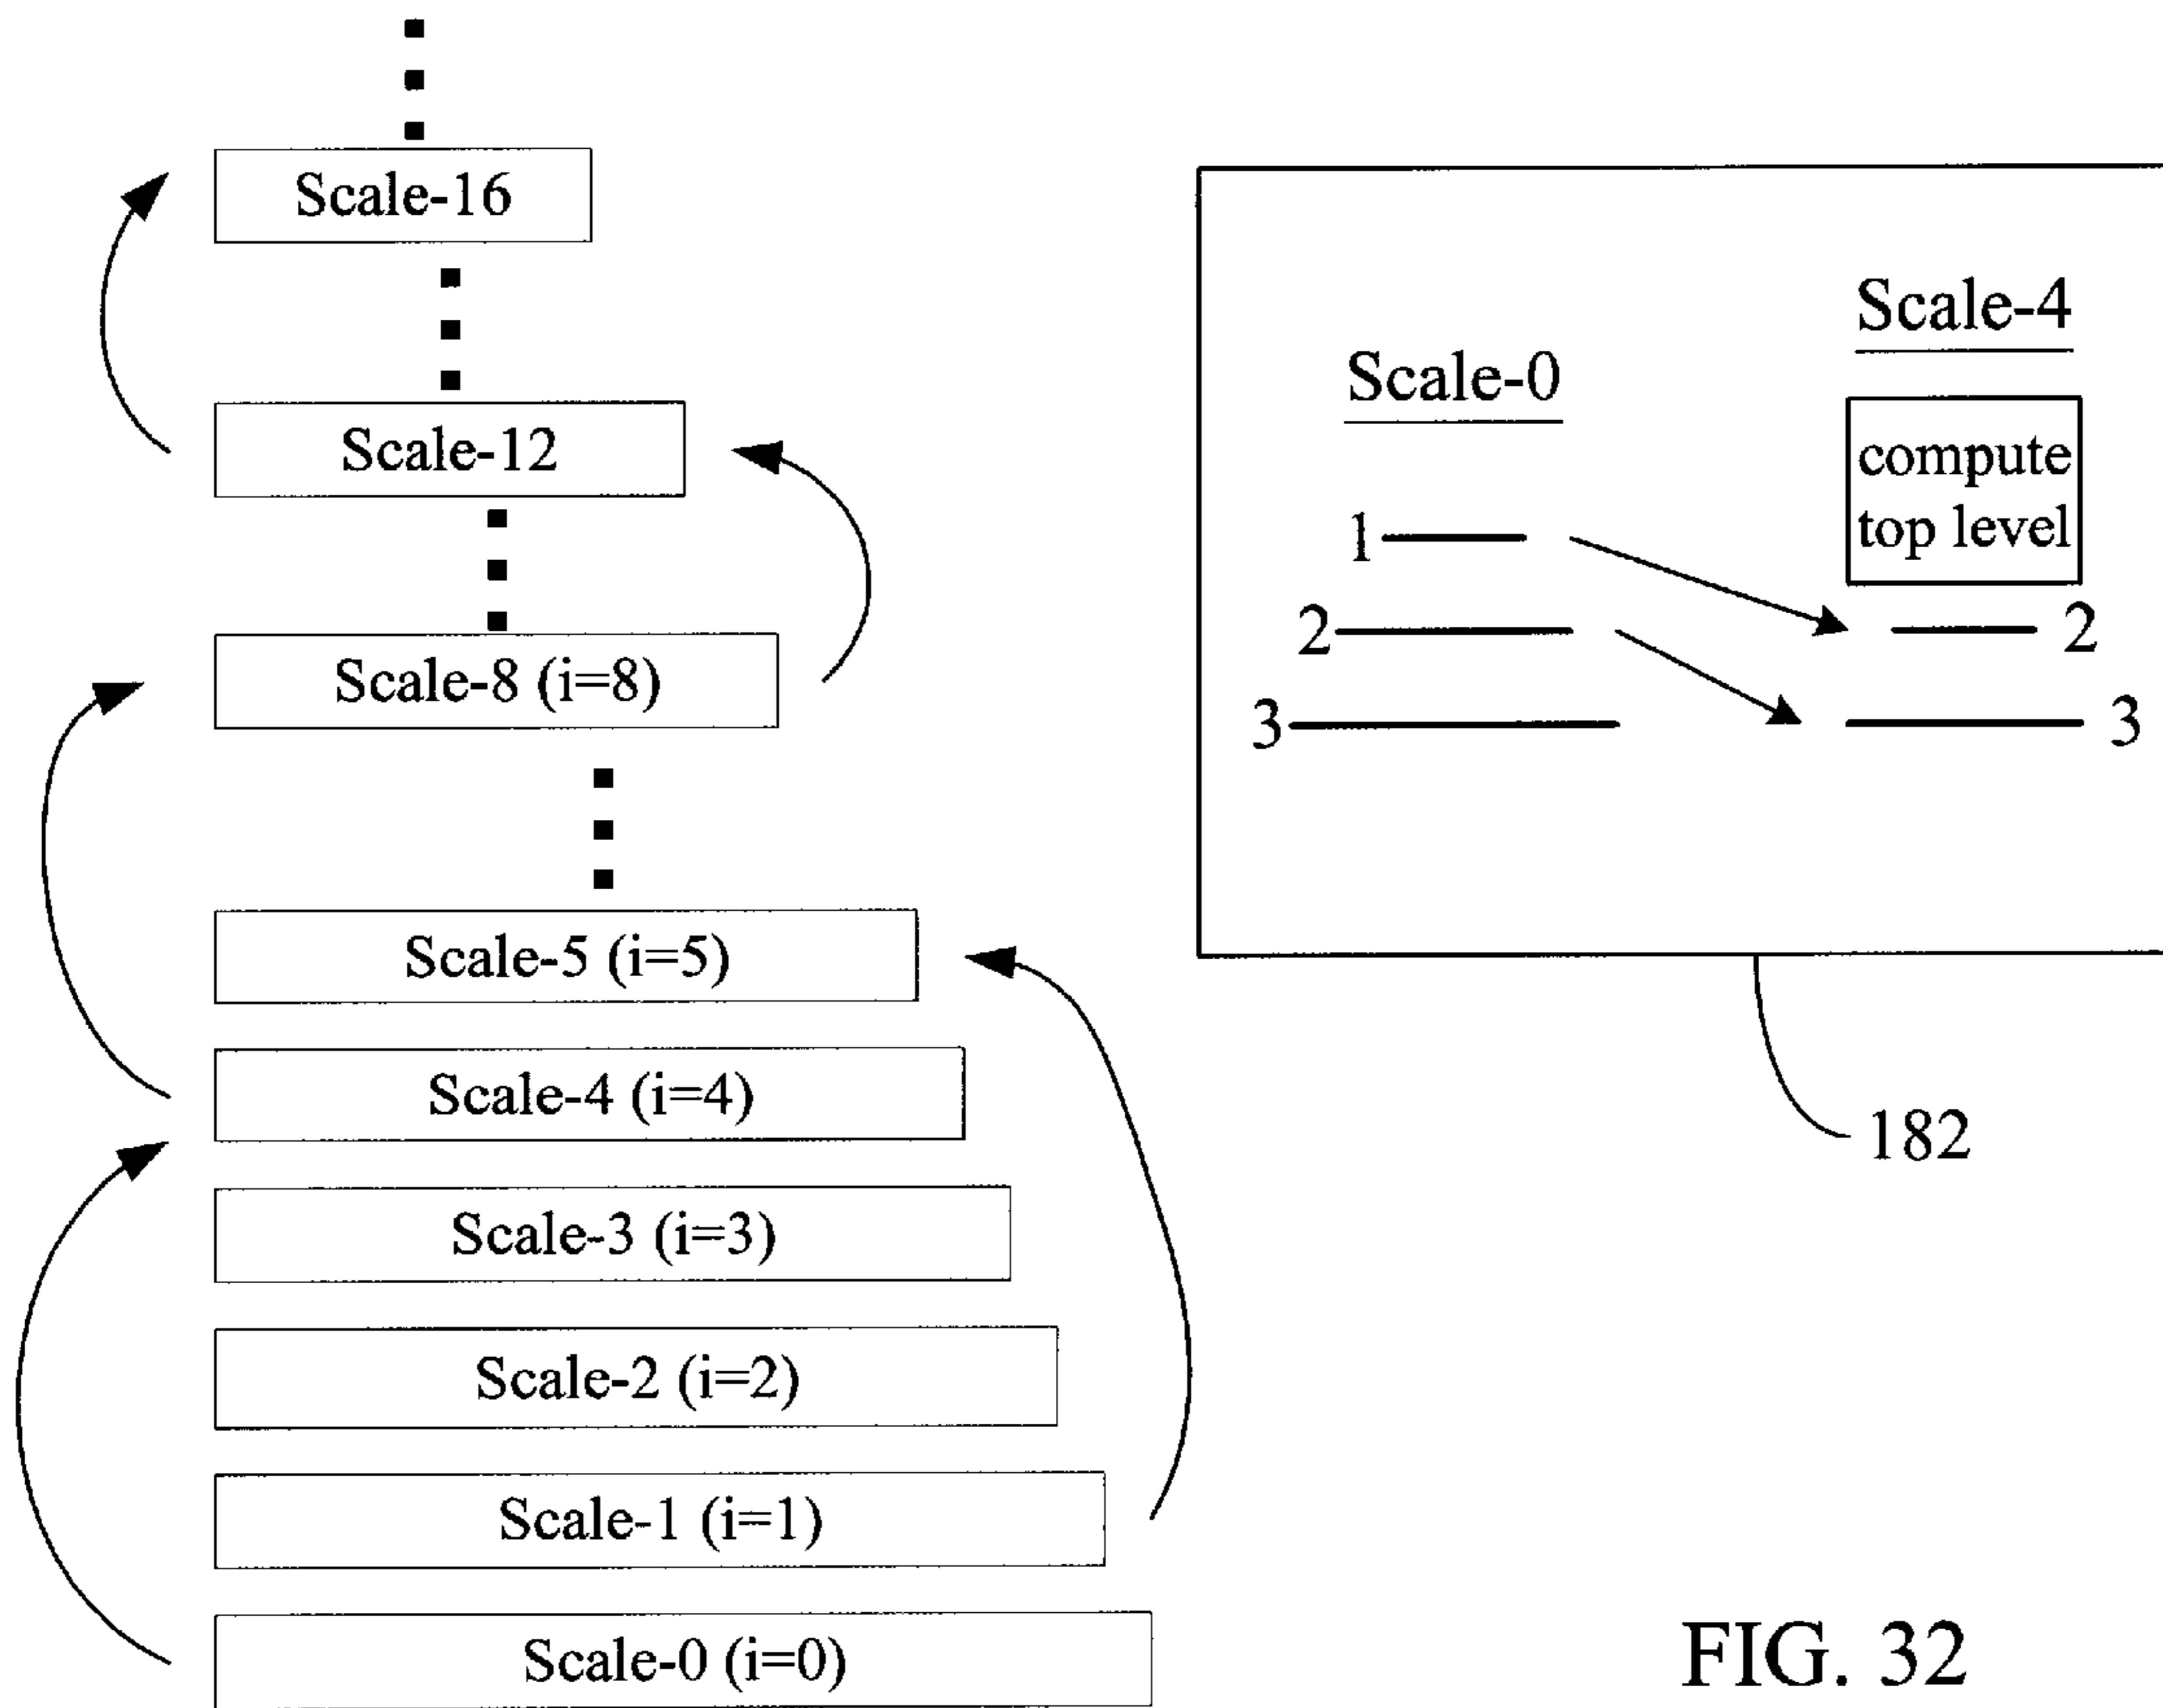 Scale-16
Scale-12
Scale-8 (i=8)
Scale-5 (i=5)
Scale-4 (i=4)
Scale-3 (i=3)
Scale-2 (i=2)
Scale-1 (i=1)
Scale-0 (i=0)
Scale-0
1
2
3
Scale-4
compute
top level
2
3
182
FIG. 32